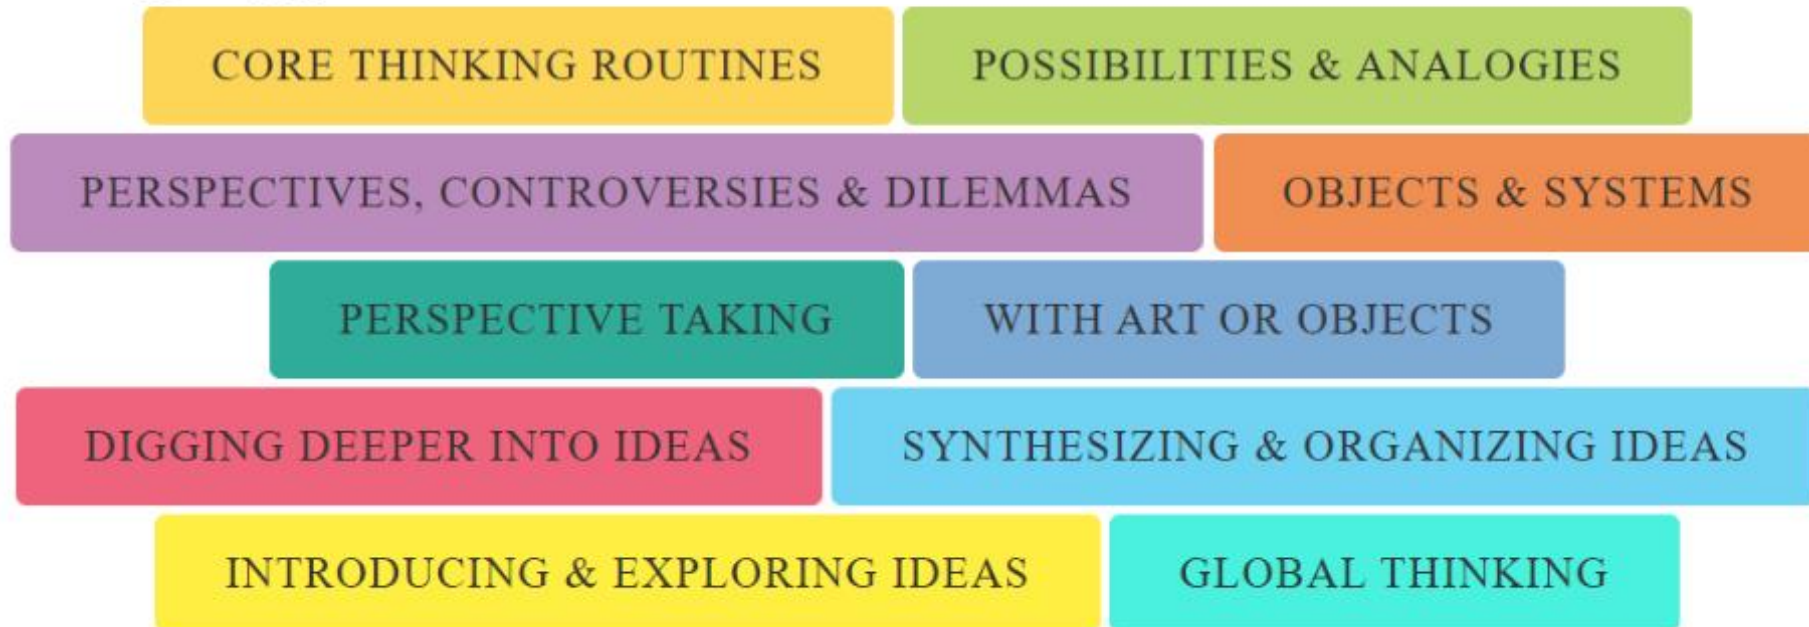 CORE THINKING ROUTINES
POSSIBILITIES & ANALOGIES
PERSPECTIVES, CONTROVERSIES & DILEMMAS
OBJECTS & SYSTEMS
PERSPECTIVE TAKING
WITH ART OR OBJECTS
DIGGING DEEPER INTO IDEAS
SYNTHESIZING & ORGANIZING IDEAS
INTRODUCING & EXPLORING IDEAS
GLOBAL THINKING